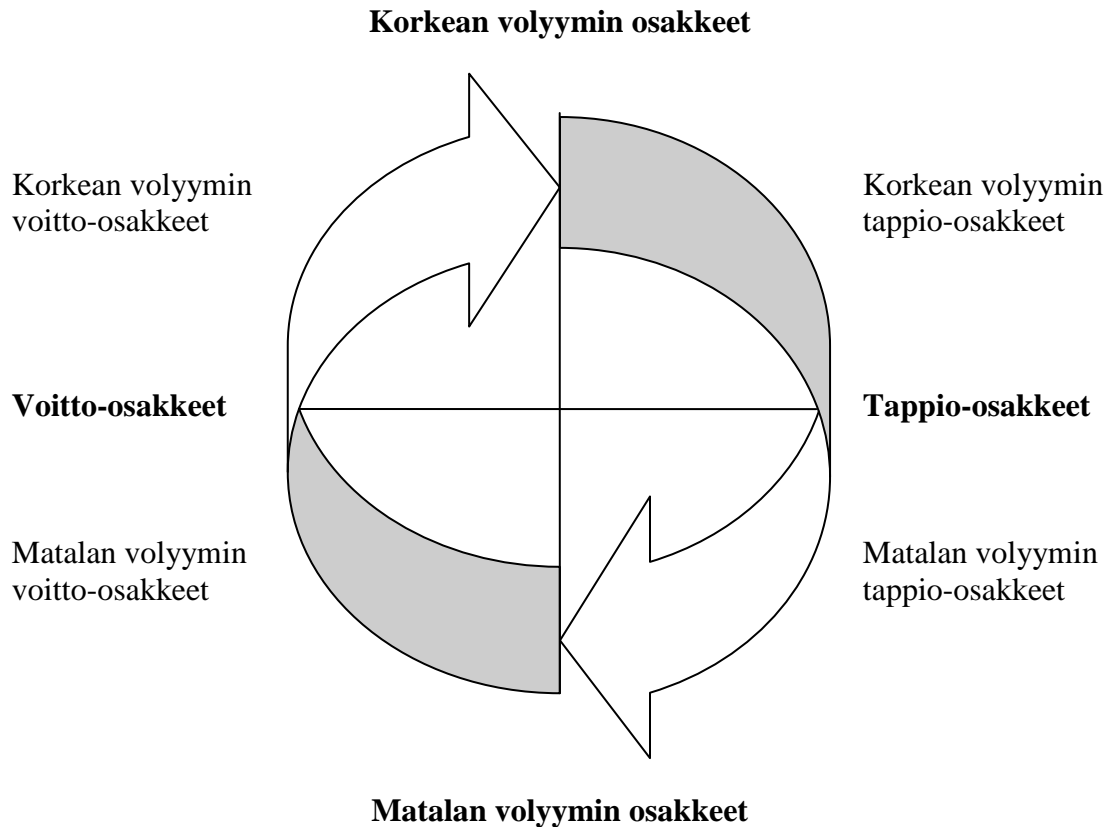 Korkean volyymin osakkeet
Korkean volyymin
voitto-osakkeet
Korkean volyymin
tappio-osakkeet
Voitto-osakkeet
Tappio-osakkeet
Matalan volyymin
voitto-osakkeet
Matalan volyymin
tappio-osakkeet
Matalan volyymin osakkeet